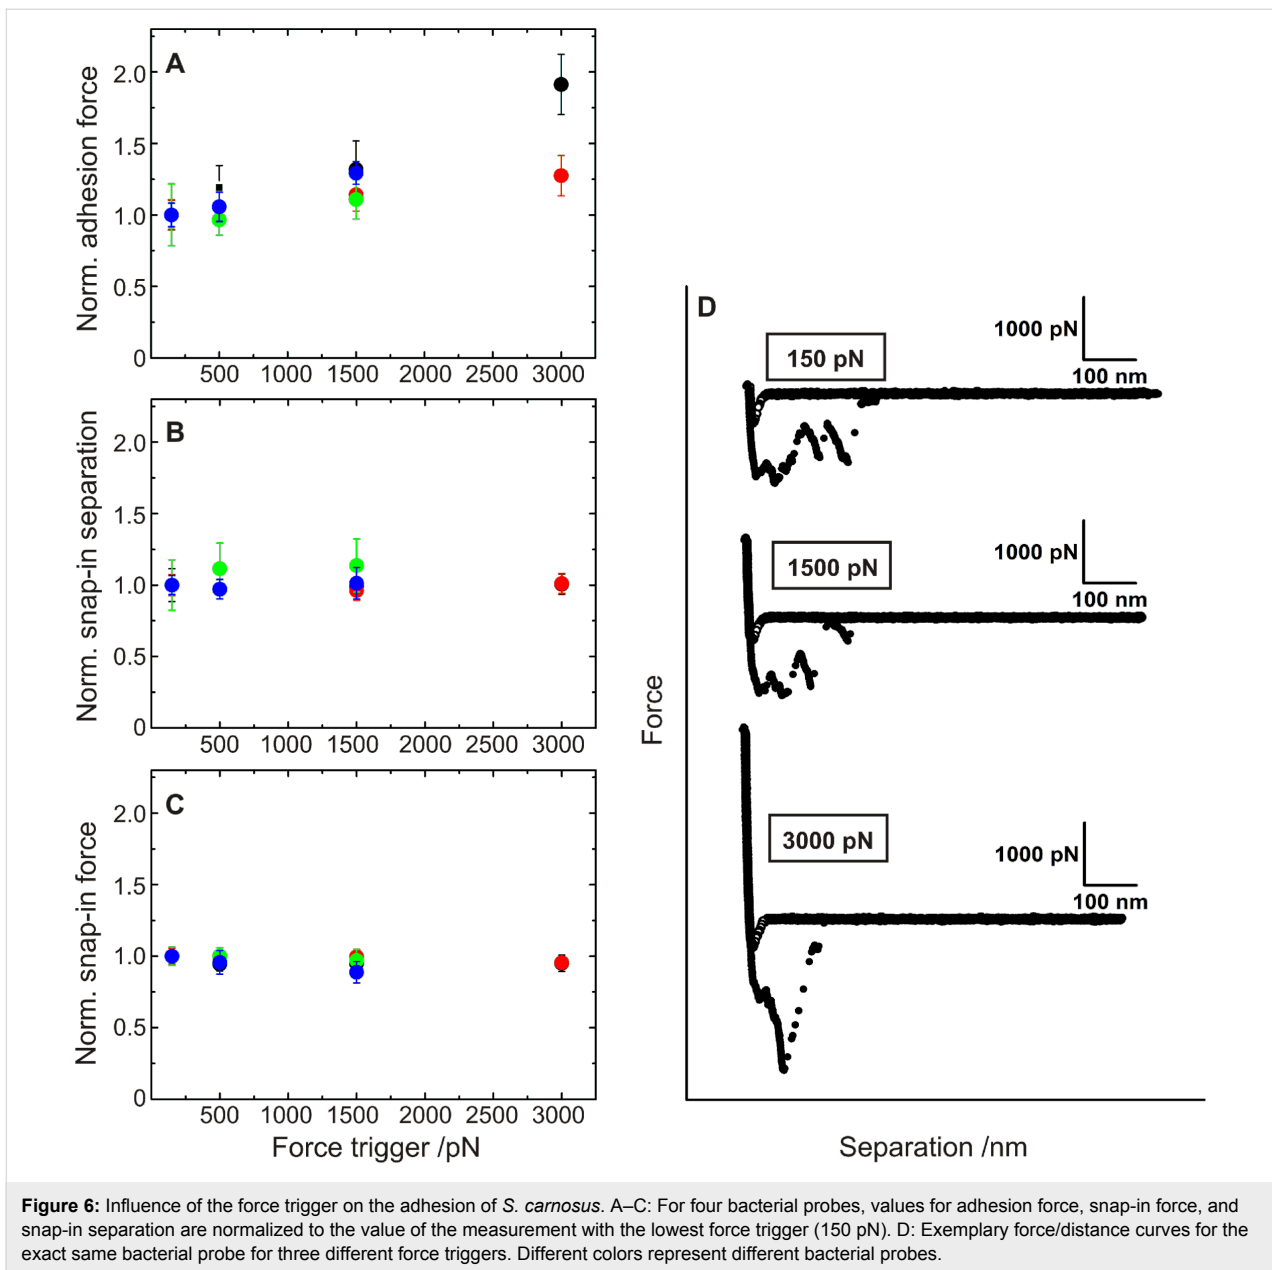 A
Norm. adhesion force
2.0
1.5
1.0
0.5
0
500 1000 1500 2000 2500 3000
B
Norm. snap-in separation
2.0
1.5
1.0
0.5
0
500 1000 1500 2000 2500 3000
C
Norm. snap-in force
2.0
1.5
1.0
0.5
0
500 1000 1500 2000 2500 3000
Force trigger /pN
D
150 pN
1000 pN
100 nm
1500 pN
1000 pN
100 nm
3000 pN
1000 pN
100 nm
Force
Separation /nm
Figure 6: Influence of the force trigger on the adhesion of S. carnosus. A–C: For four bacterial probes, values for adhesion force, snap-in force, and
snap-in separation are normalized to the value of the measurement with the lowest force trigger (150 pN). D: Exemplary force/distance curves for the
exact same bacterial probe for three different force triggers. Different colors represent different bacterial probes.